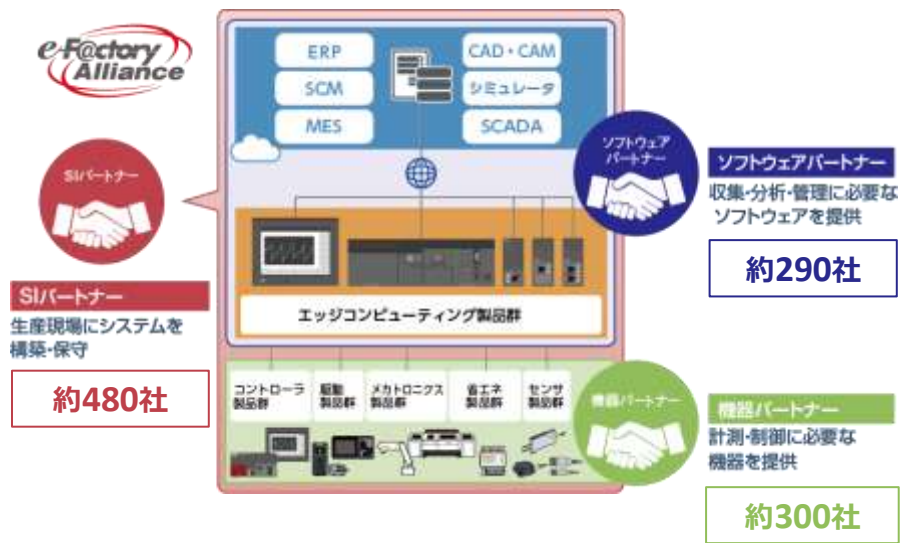 e-F@ctory
Alliance
ERP
CAD・CAM
SCM
シミュレータ
MES
SCADA
SIパートナー
ソフトウェア
パートナー
ソフトウェアパートナー
収集・分析・管理に必要な
ソフトウェアを提供
約290社
SIパートナー
生産現場にシステムを
構築・保守
約480社
エッジコンピューティング製品群
コントローラ
製品群
駆動
製品群
メカトロニクス
製品群
省エネ
製品群
センサ
製品群
機器パートナー
機器パートナー
計測・制御に必要な
機器を提供
約300社